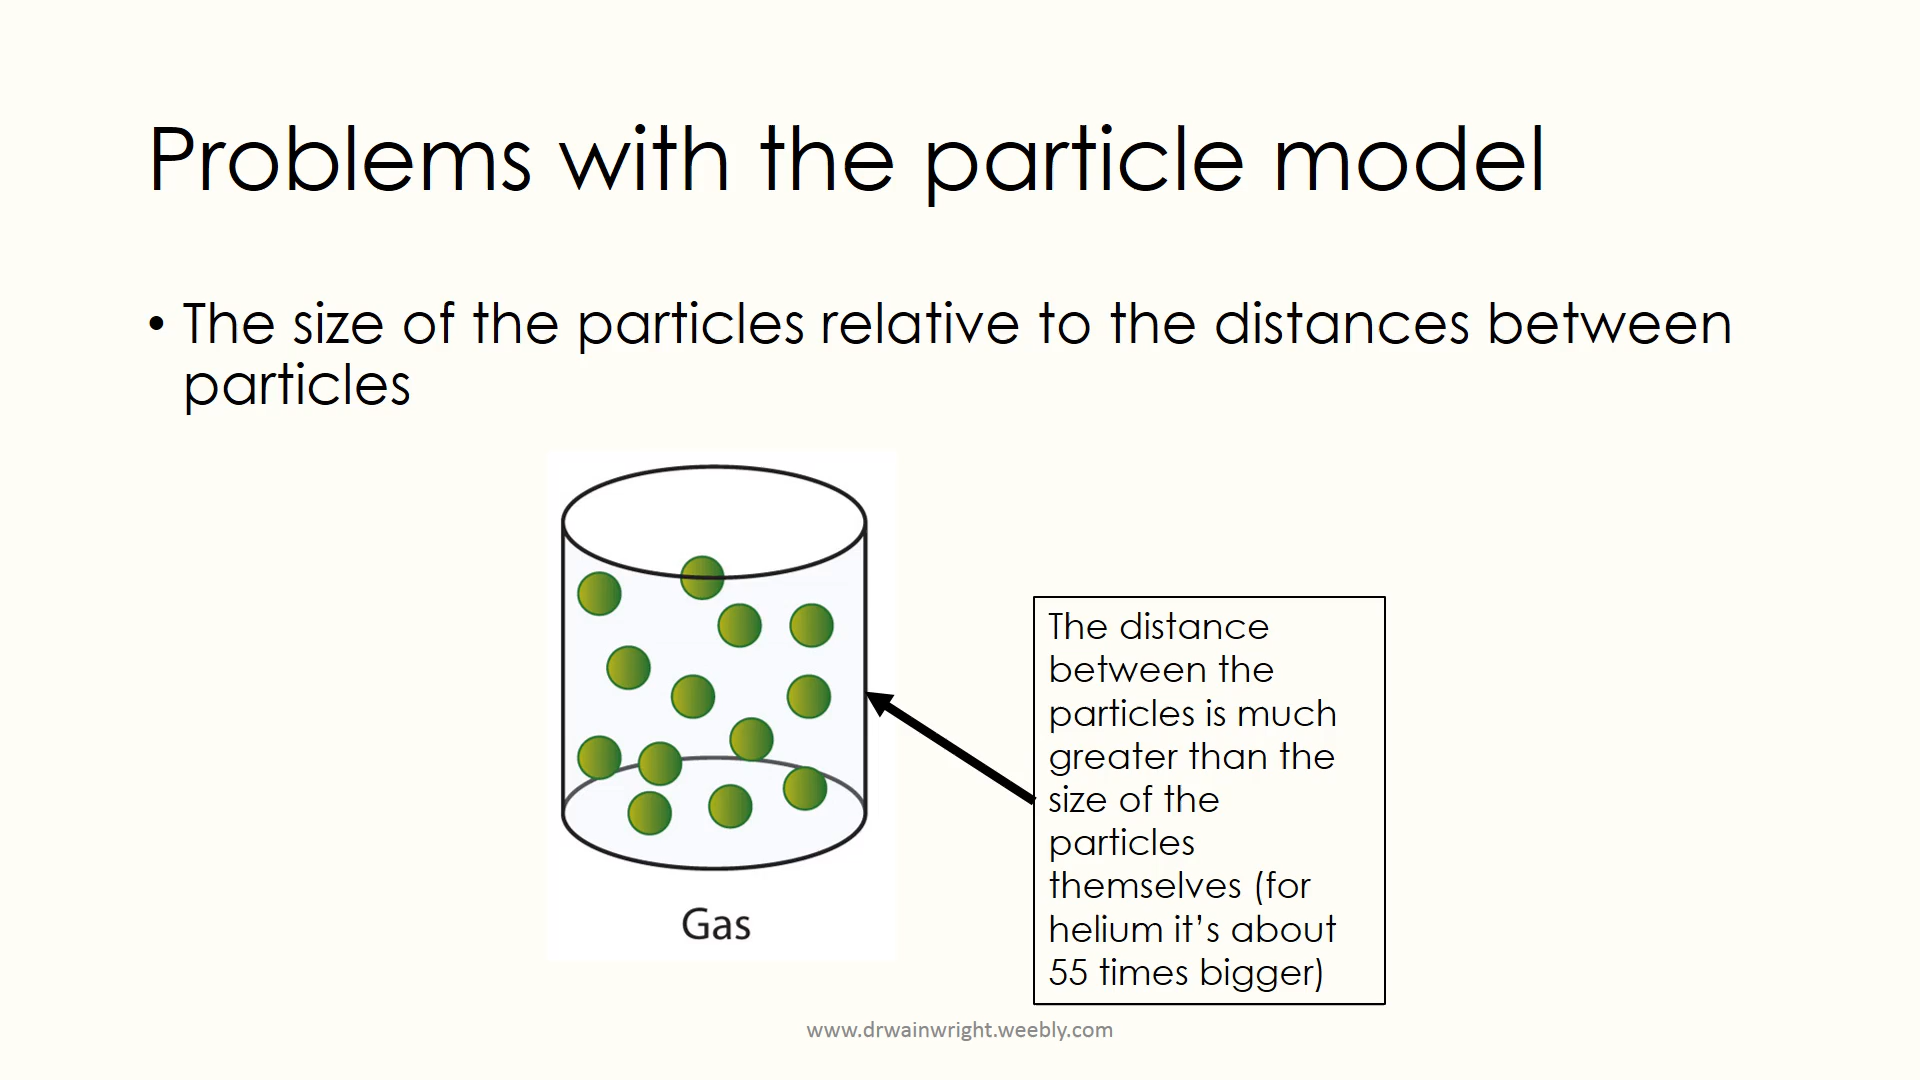 Problems with the particle model
• The size of the particles relative to the distances between
particles
The distance
between the
particles is much
greater than the
size of the
particles
themselves (for
helium it’s about
55 times bigger)
Gas
www.drwainwright.weebly.com